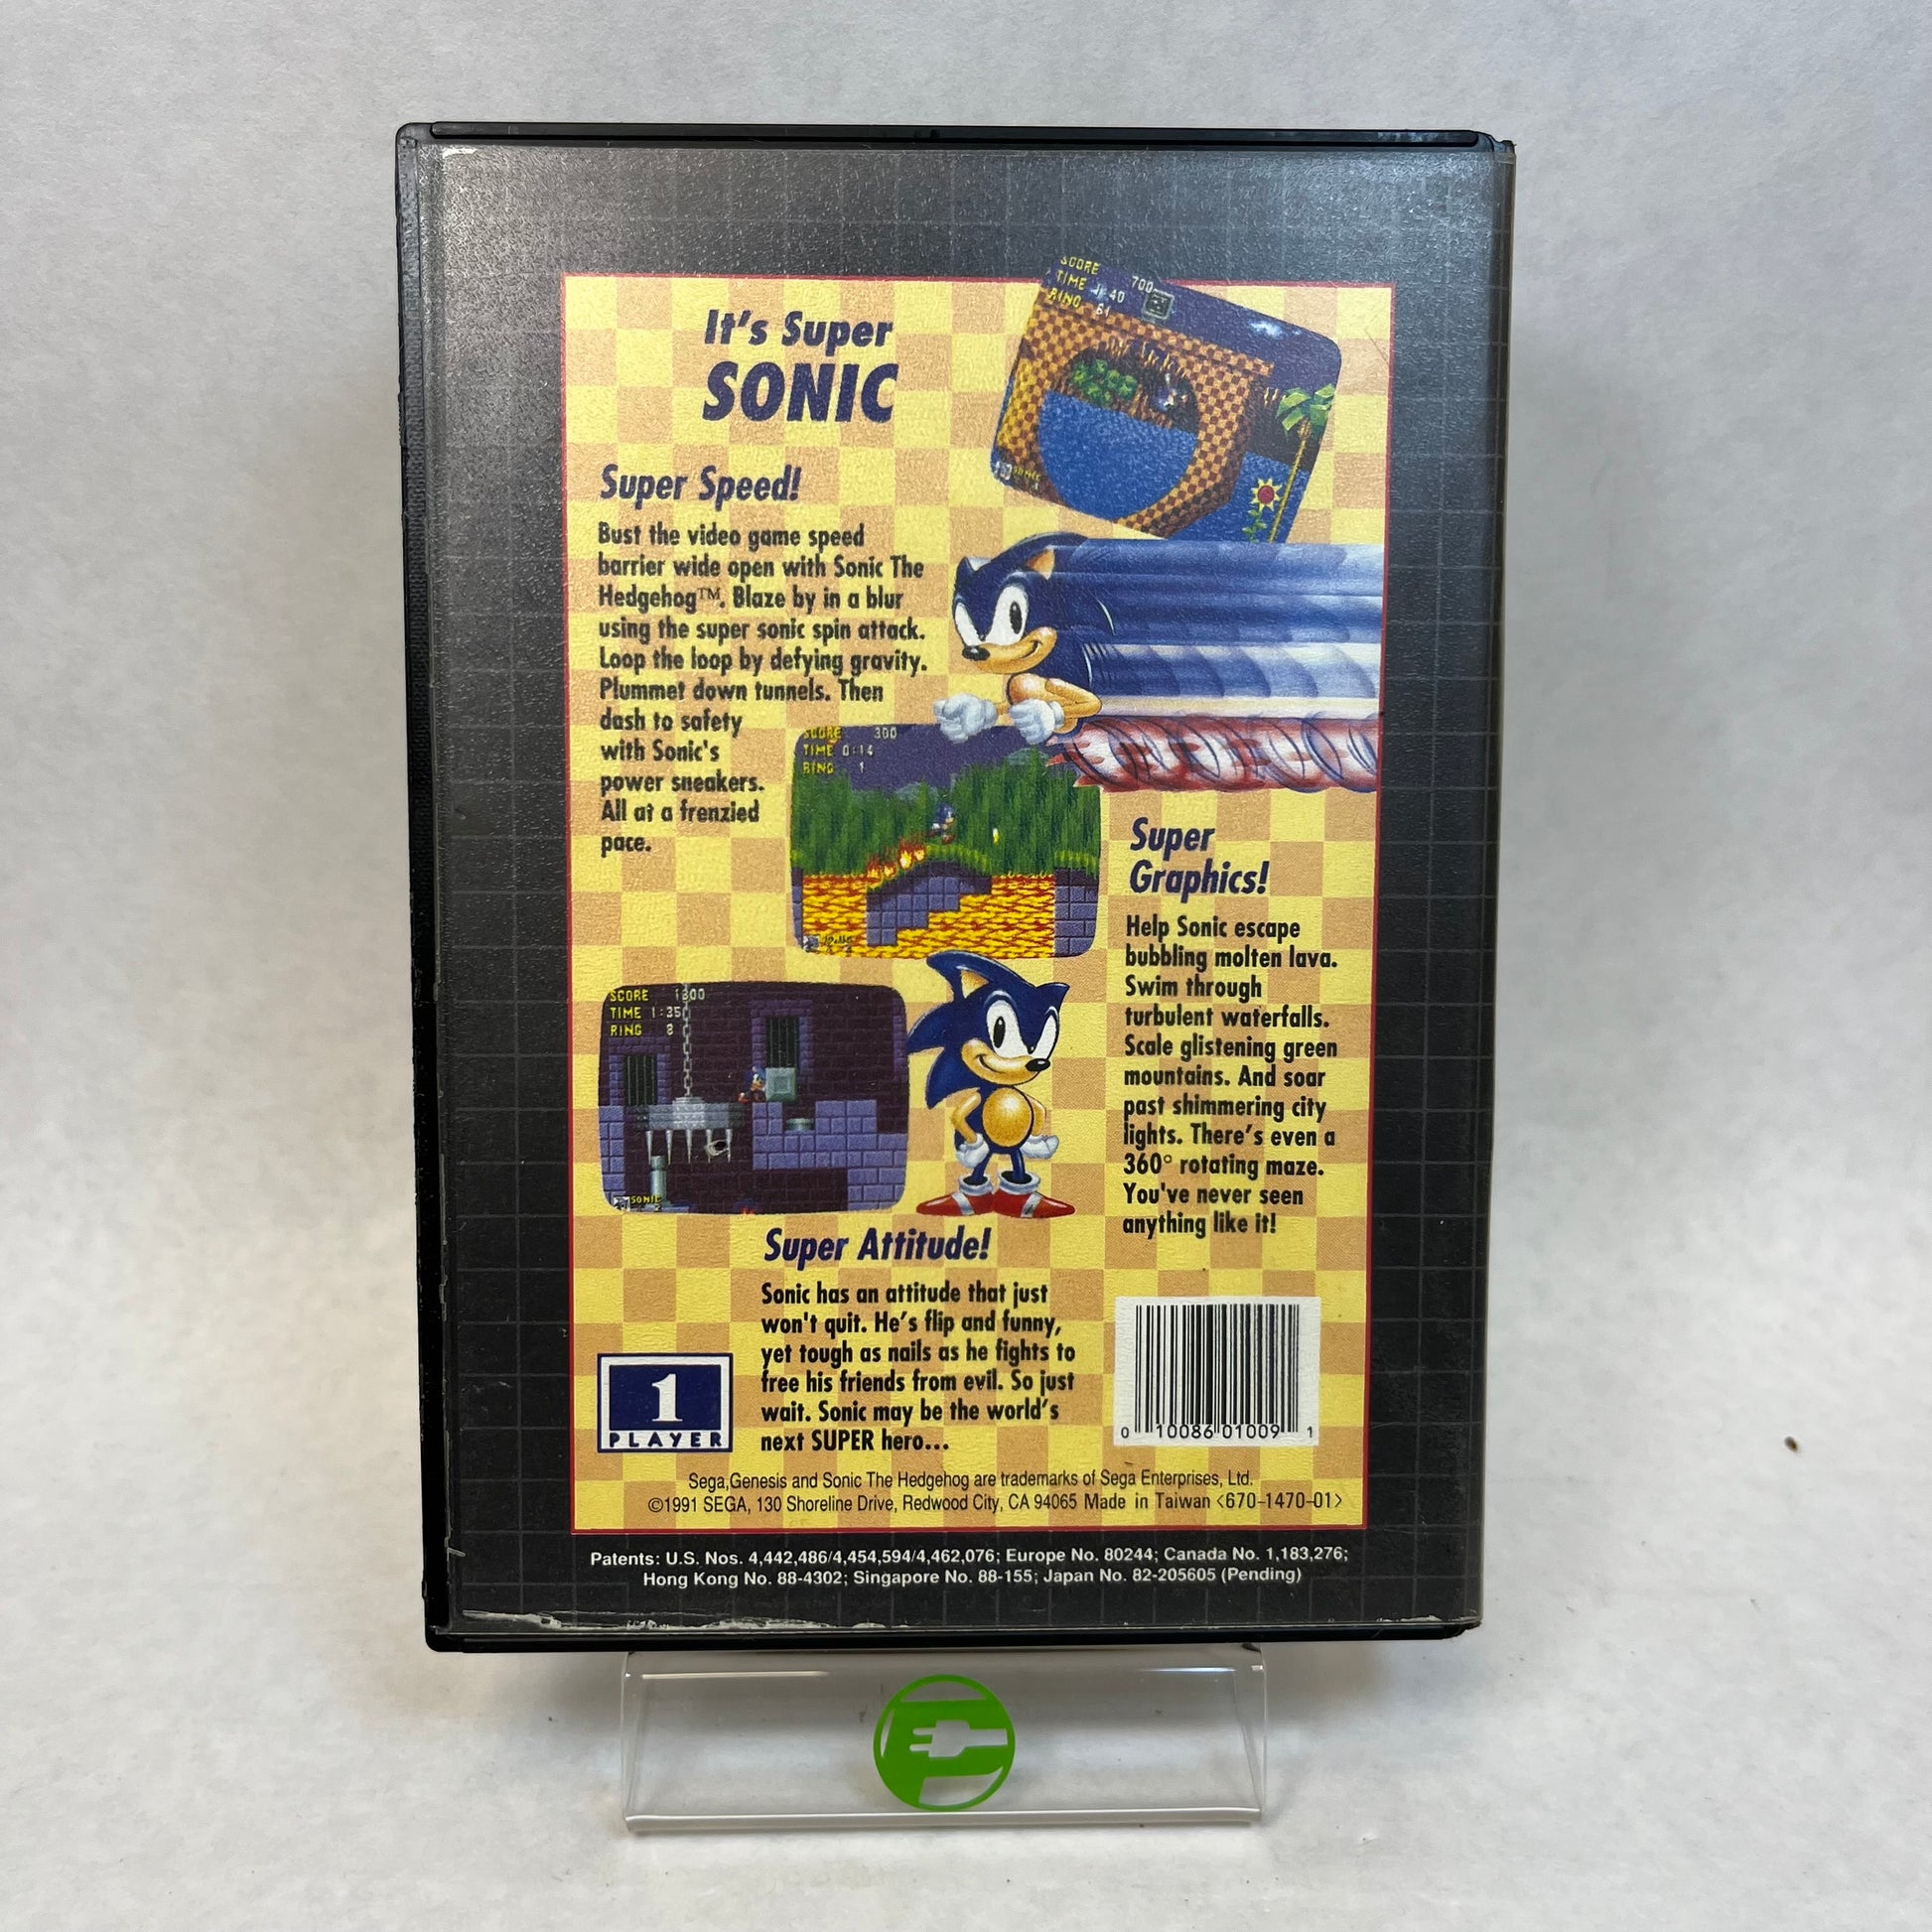 It's Super
SONIC
SCORE 700
TIME 1:40
RING 61
SONIC
Super Speed!
Bust the video game speed
barrier wide open with Sonic The
Hedgehog™. Blaze by in a blur
using the super sonic spin attack.
Loop the loop by defying gravity.
Plummet down tunnels. Then
dash to safety
with Sonic's
power sneakers.
All at a frenzied
pace.
SCORE 300
TIME 0:14
RING 1
Super
Graphics!
Help Sonic escape
bubbling molten lava.
Swim through
turbulent waterfalls.
Scale glistening green
mountains. And soar
past shimmering city
lights. There's even a
360° rotating maze.
You've never seen
anything like it!
SCORE 1300
TIME 1:35
RING 8
SONIC
Super Attitude!
Sonic has an attitude that just
won't quit. He's flip and funny,
yet tough as nails as he fights to
free his friends from evil. So just
wait. Sonic may be the world's
next SUPER hero...
1
PLAYER
0 10086 01009 1
Sega,Genesis and Sonic The Hedgehog are trademarks of Sega Enterprises, Ltd.
©1991 SEGA, 130 Shoreline Drive, Redwood City, CA 94065 Made in Taiwan <670-1470-01>
Patents: U.S. Nos. 4,442,486/4,454,594/4,462,076; Europe No. 80244; Canada No. 1,183,276;
Hong Kong No. 88-4302; Singapore No. 88-155; Japan No. 82-205605 (Pending)